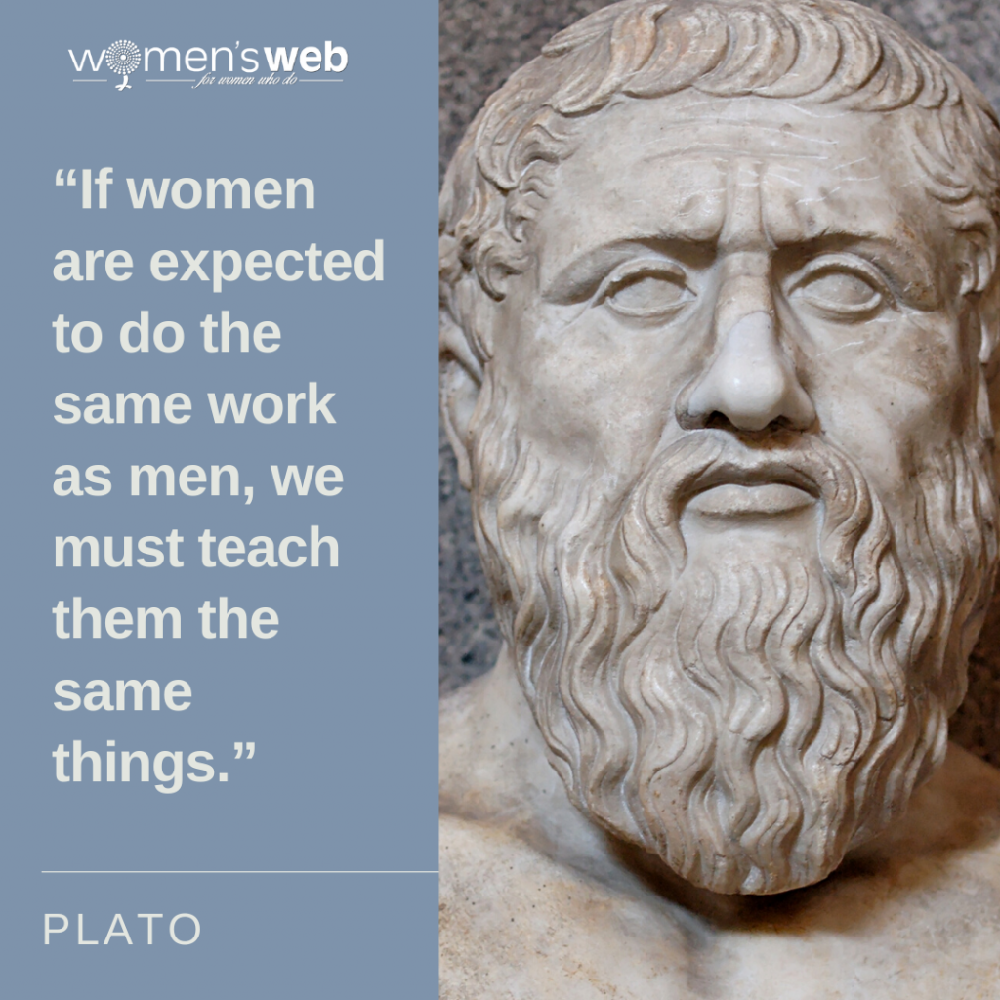 women's web
for women who do
“If women
are expected
to do the
same work
as men, we
must teach
them the
same
things.”
PLATO